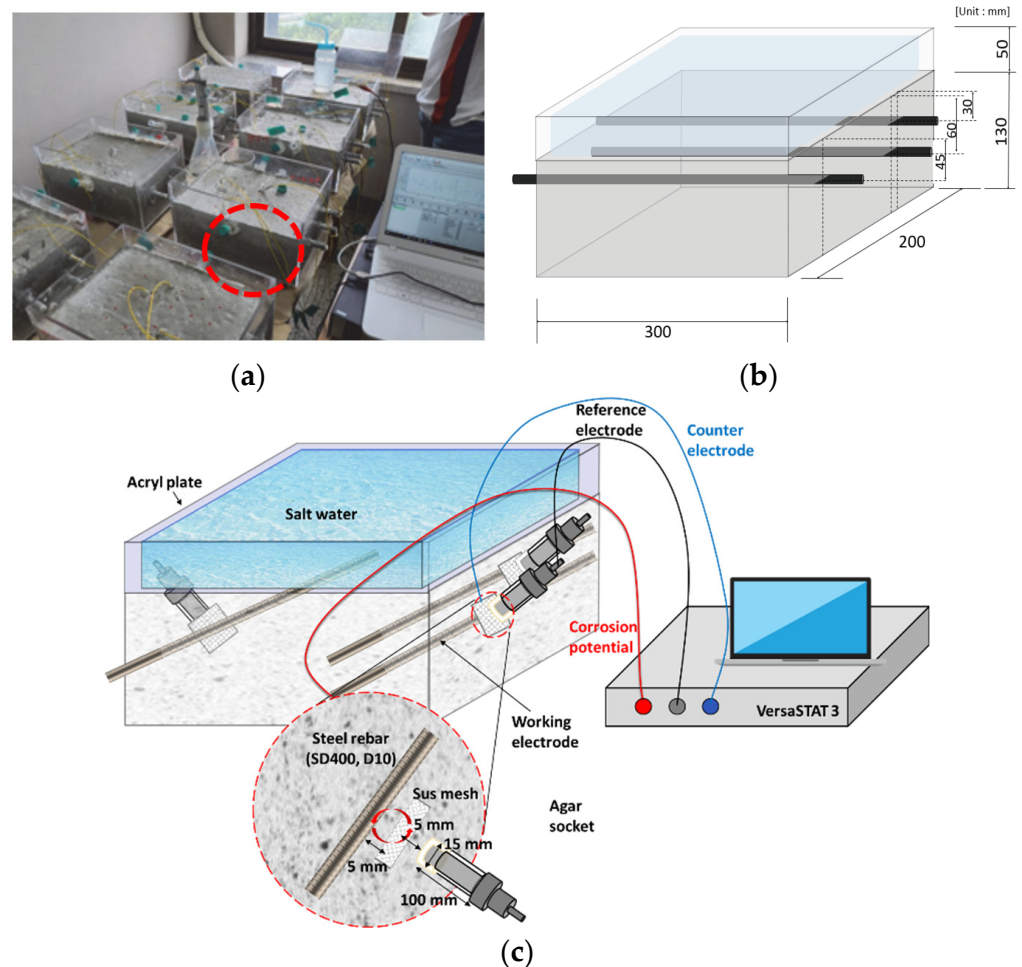 [Unit : mm]
50
30
60
130
45
200
300
(a)
(b)
Reference
electrode
Counter
electrode
Acryl plate
Salt water
Corrosion
potential
VersaSTAT 3
Working
electrode
Steel rebar
(SD400, D10)
Sus mesh
Agar
socket
5 mm
15 mm
5 mm
100 mm
(c)